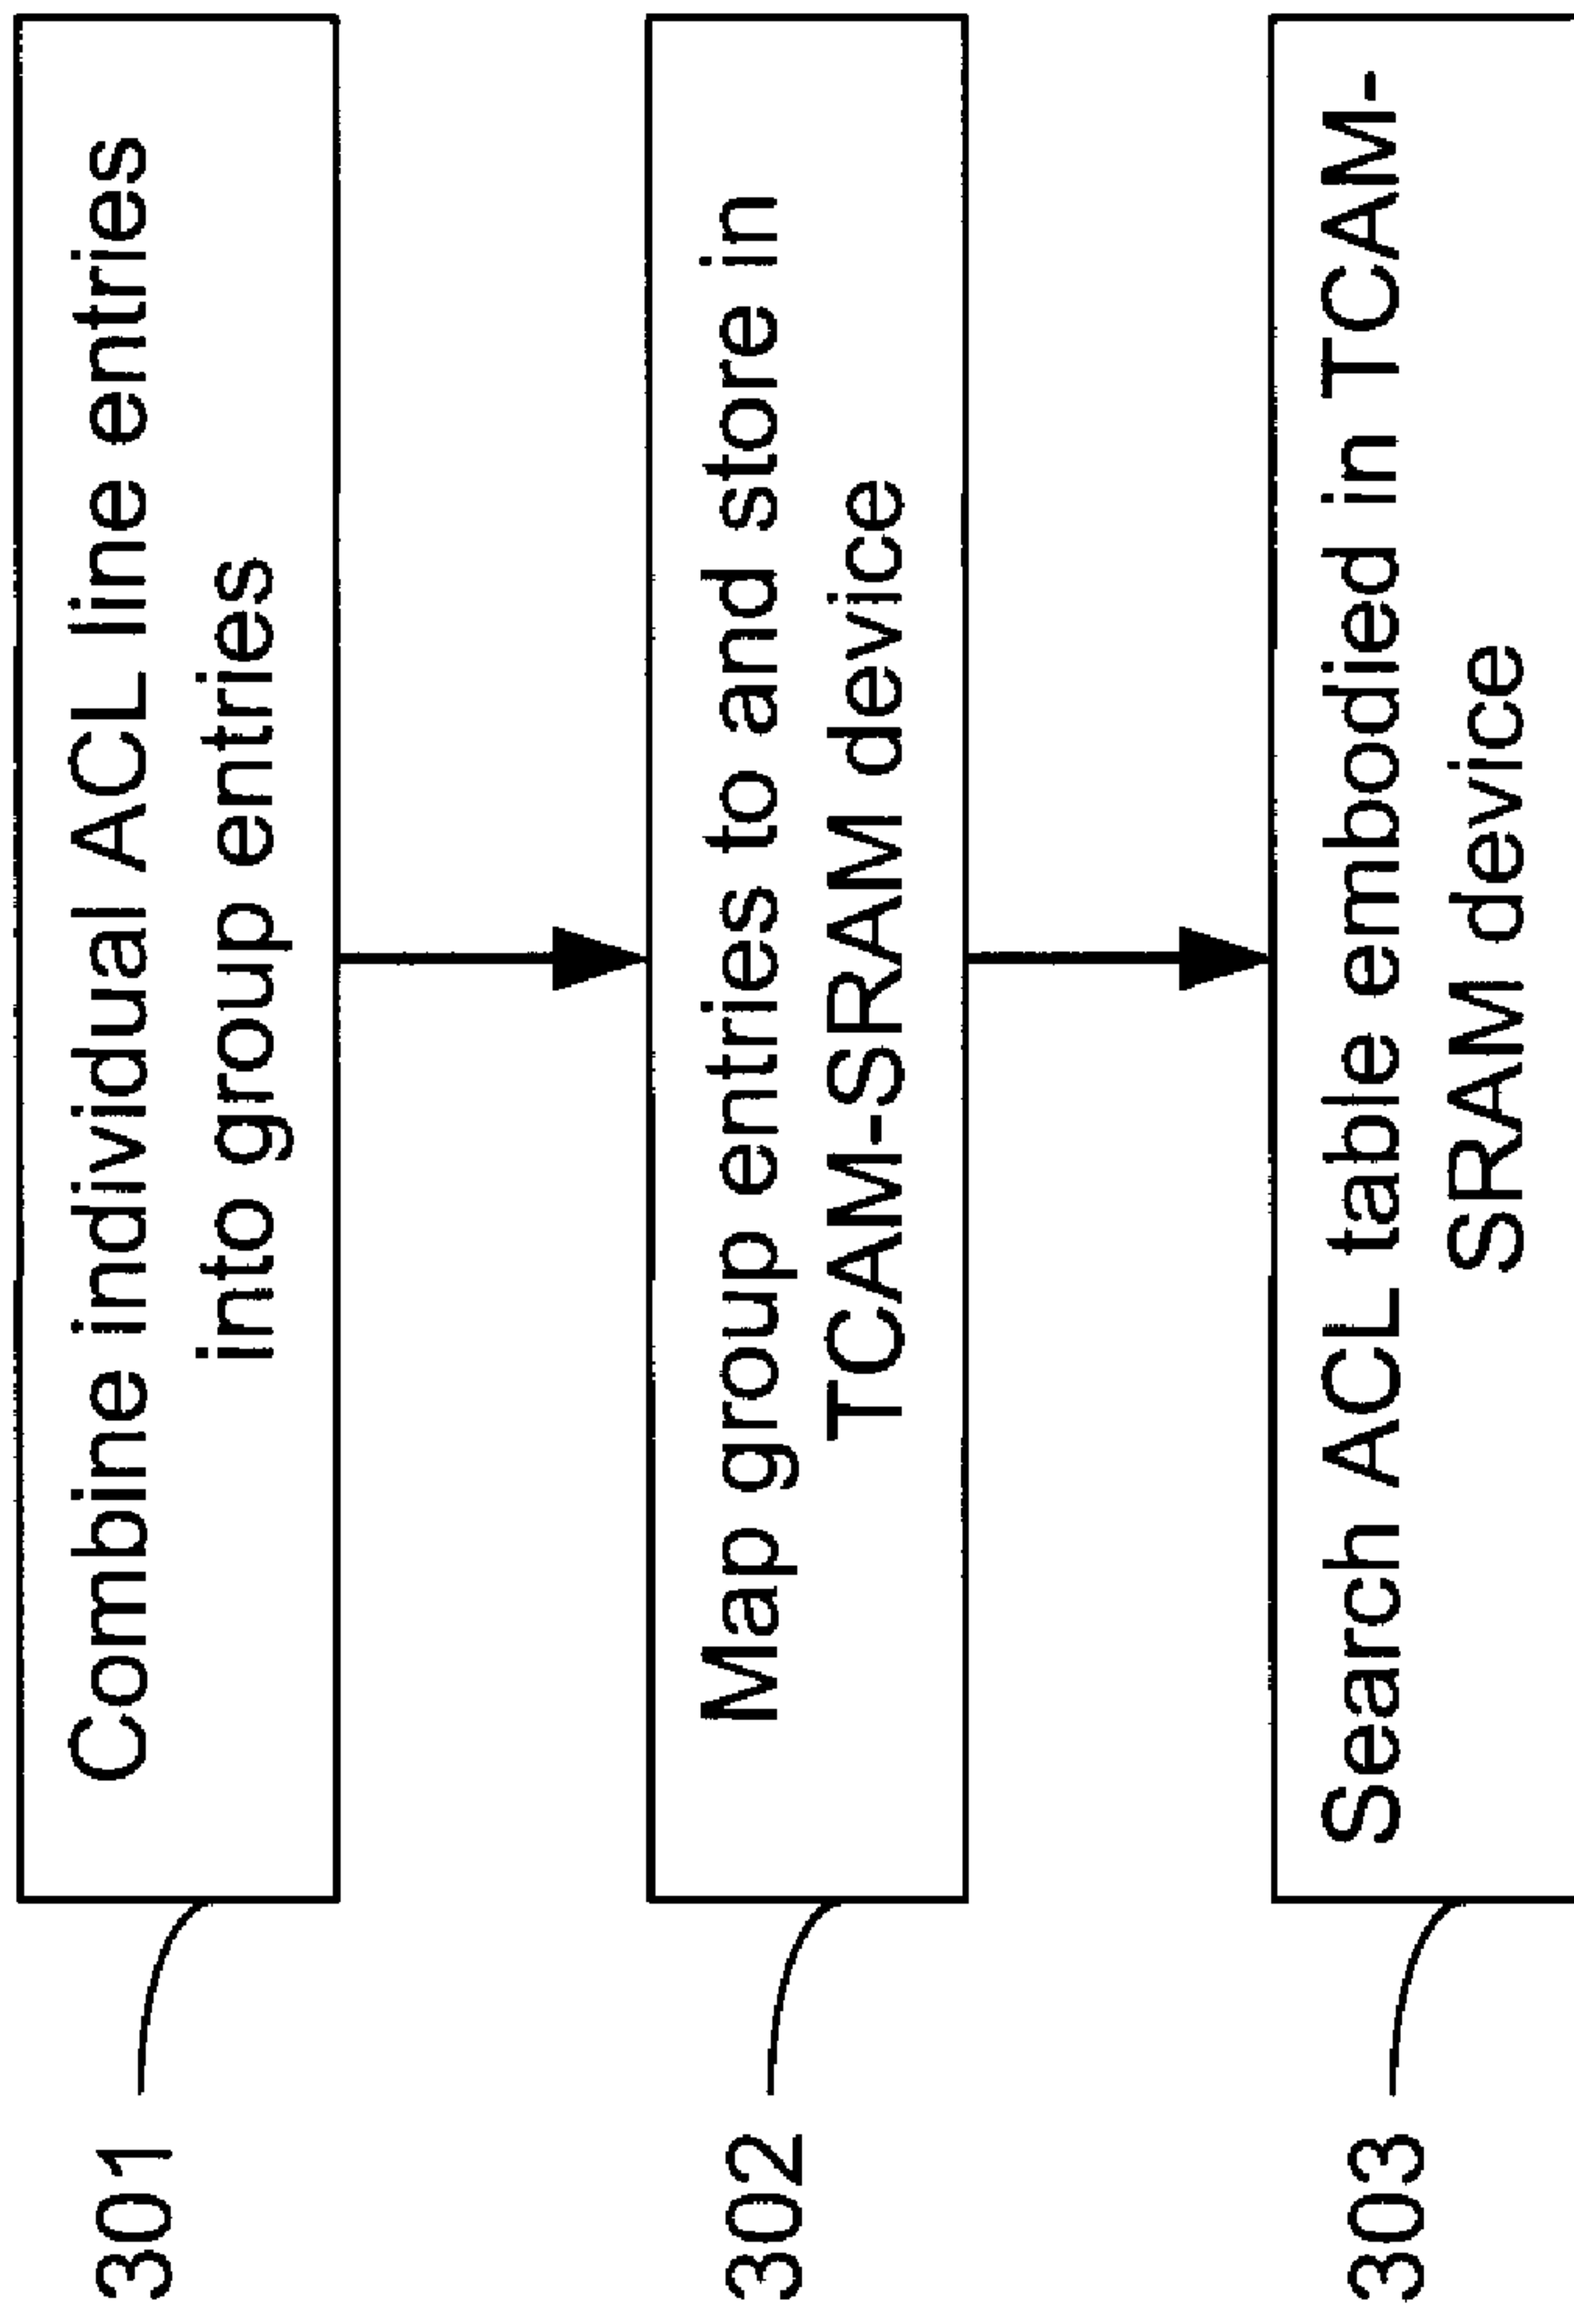 301
Combine individual ACL line entries
into group entries
302
Map group entries to and store in
TCAM-SRAM device
303
Search ACL table embodied in TCAM-
SRAM device